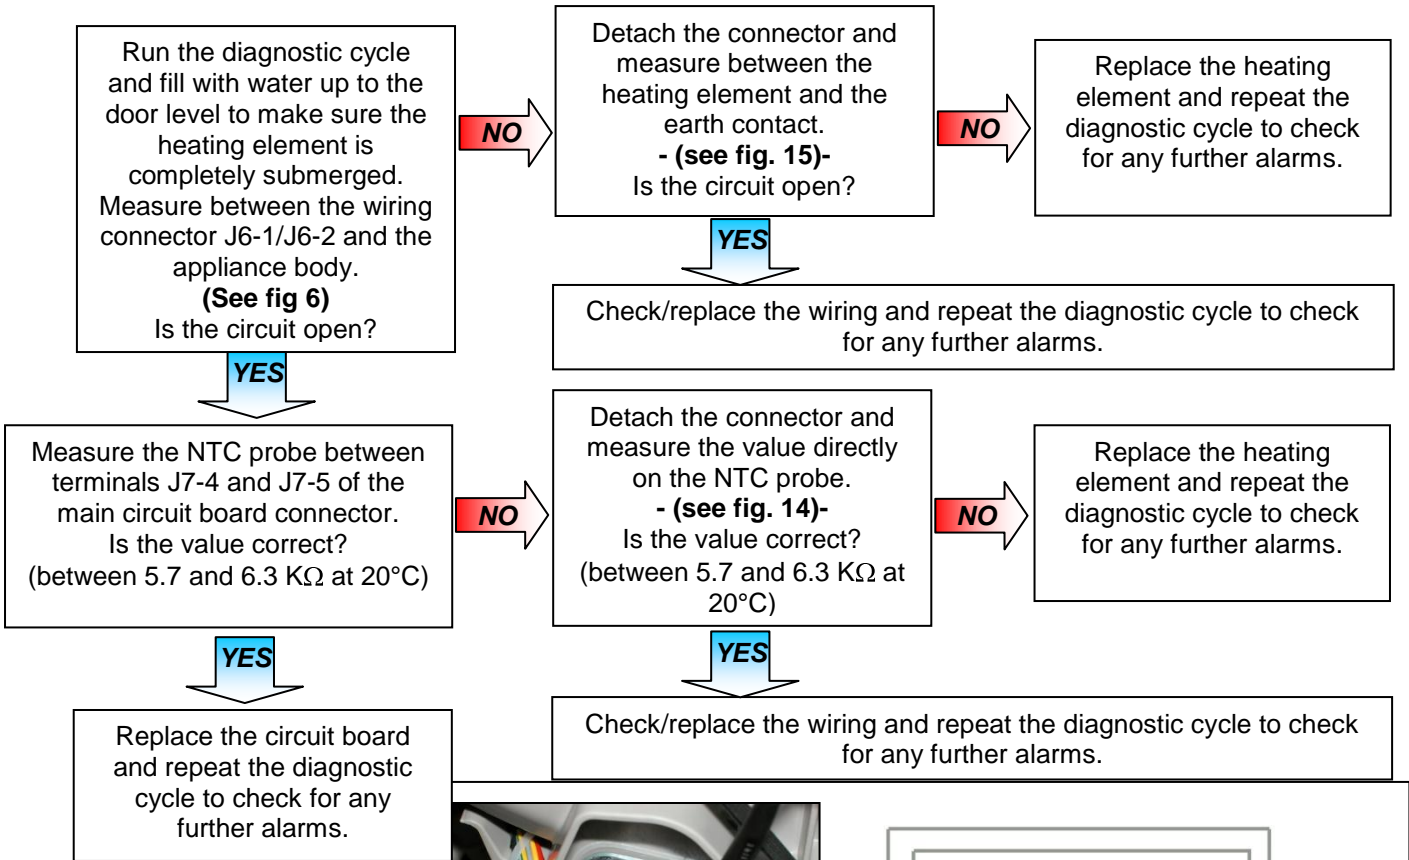 Run the diagnostic cycle
and fill with water up to the
door level to make sure the
heating element is
completely submerged.
Measure between the wiring
connector J6-1/J6-2 and the
appliance body.
(See fig 6)
Is the circuit open?
NO
Detach the connector and
measure between the
heating element and the
earth contact.
- (see fig. 15)-
Is the circuit open?
NO
Replace the heating
element and repeat the
diagnostic cycle to check
for any further alarms.
YES
Check/replace the wiring and repeat the diagnostic cycle to check
for any further alarms.
YES
Measure the NTC probe between
terminals J7-4 and J7-5 of the
main circuit board connector.
Is the value correct?
(between 5.7 and 6.3 KΩ at 20°C)
NO
Detach the connector and
measure the value directly
on the NTC probe.
- (see fig. 14)-
Is the value correct?
(between 5.7 and 6.3 KΩ at
20°C)
NO
Replace the heating
element and repeat the
diagnostic cycle to check
for any further alarms.
YES
YES
Check/replace the wiring and repeat the diagnostic cycle to check
for any further alarms.
Replace the circuit board
and repeat the diagnostic
cycle to check for any
further alarms.